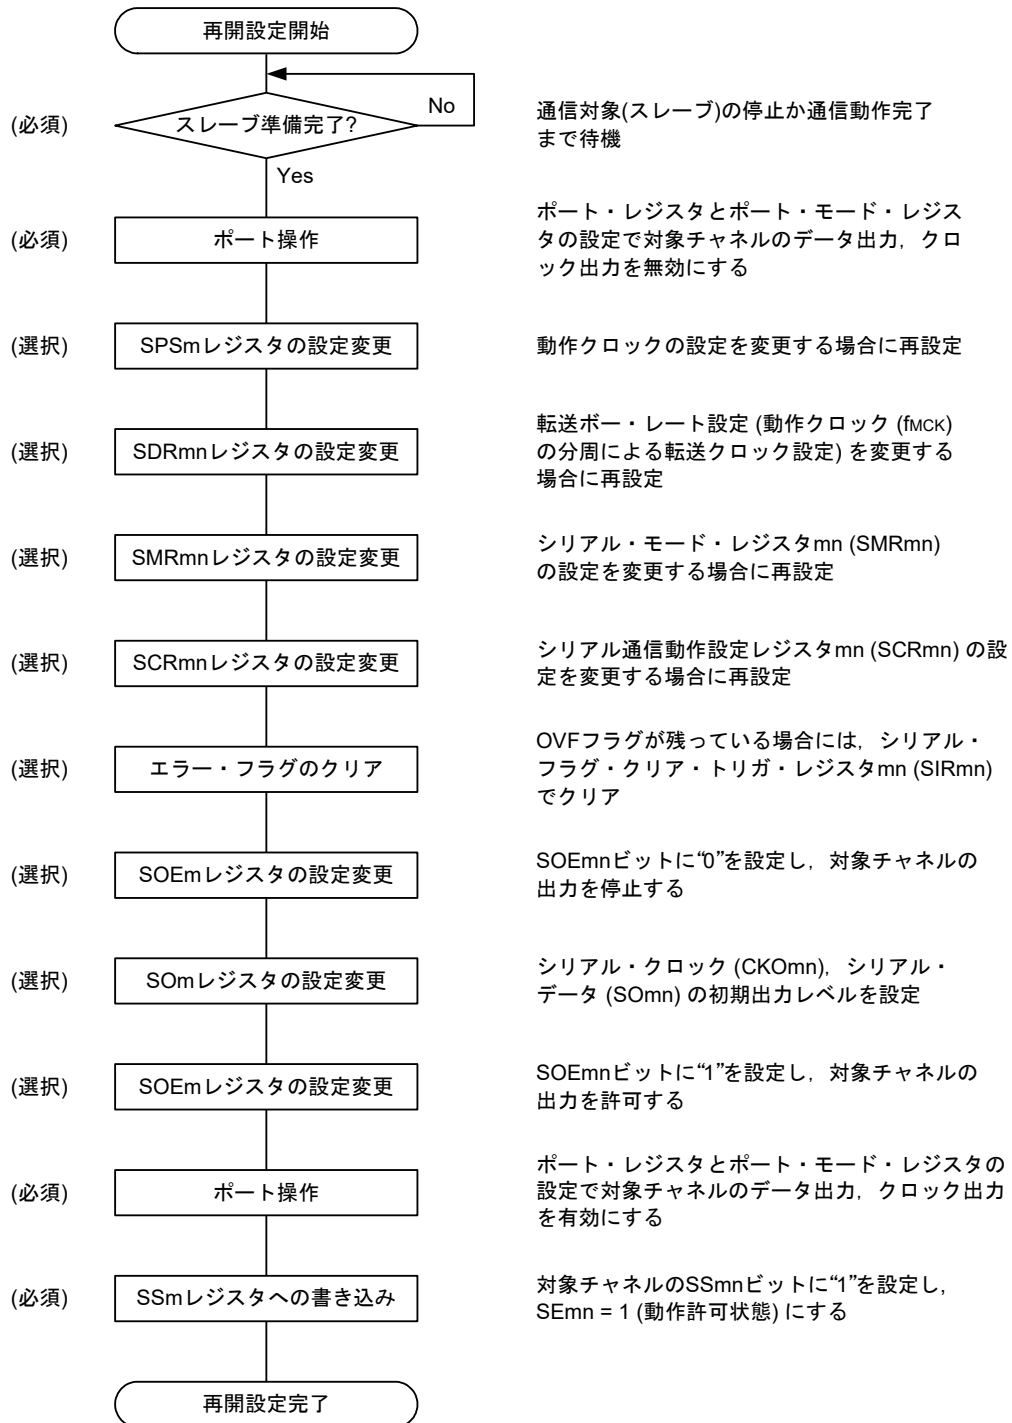 再開設定開始
No
(必須)
スレーブ準備完了?
通信対象(スレーブ)の停止か通信動作完了
まで待機
Yes
(必須)
ポート操作
ポート・レジスタとポート・モード・レジス
タの設定で対象チャネルのデータ出力，クロ
ック出力を無効にする
(選択)
SPSmレジスタの設定変更
動作クロックの設定を変更する場合に再設定
(選択)
SDRmnレジスタの設定変更
転送ボー・レート設定 (動作クロック (fMCK)
の分周による転送クロック設定) を変更する
場合に再設定
(選択)
SMRmnレジスタの設定変更
シリアル・モード・レジスタmn (SMRmn)
の設定を変更する場合に再設定
(選択)
SCRmnレジスタの設定変更
シリアル通信動作設定レジスタmn (SCRmn) の設
定を変更する場合に再設定
(選択)
エラー・フラグのクリア
OVFフラグが残っている場合には，シリアル・
フラグ・クリア・トリガ・レジスタmn (SIRmn)
でクリア
(選択)
SOEmレジスタの設定変更
SOEmnビットに“0”を設定し，対象チャネルの
出力を停止する
(選択)
SOmレジスタの設定変更
シリアル・クロック (CKOmn)，シリアル・
データ (SOmn) の初期出力レベルを設定
(選択)
SOEmレジスタの設定変更
SOEmnビットに“1”を設定し，対象チャネルの
出力を許可する
(必須)
ポート操作
ポート・レジスタとポート・モード・レジスタの
設定で対象チャネルのデータ出力，クロック出力
を有効にする
(必須)
SSmレジスタへの書き込み
対象チャネルのSSmnビットに“1”を設定し，
SEmn = 1 (動作許可状態) にする
再開設定完了